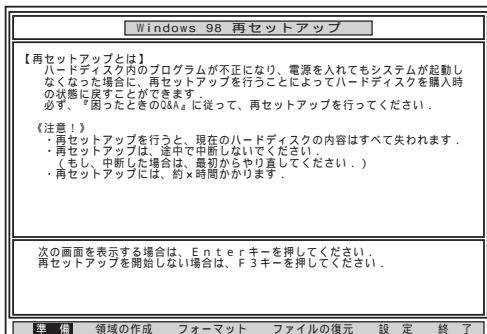 Windows 98 再セットアップ
【再セットアップとは】
ハードディスク内のプログラムが不正になり、電源を入れてもシステムが起動し
なくなった場合に、再セットアップを行うことによってハードディスクを購入時
の状態に戻すことができます．
必ず、『困ったときのQ&A』に従って、再セットアップを行ってください．
《注意！》
・再セットアップを行うと、現在のハードディスクの内容はすべて失われます．
・再セットアップは、途中で中断しないでください．
（もし、中断した場合は、最初からやり直してください．）
・再セットアップには、約×時間かかります．
次の画面を表示する場合は、Ｅｎｔｅｒキーを押してください．
再セットアップを開始しない場合は、Ｆ３キーを押してください．
準 備 領域の作成 フォーマット ファイルの復元 設 定 終 了